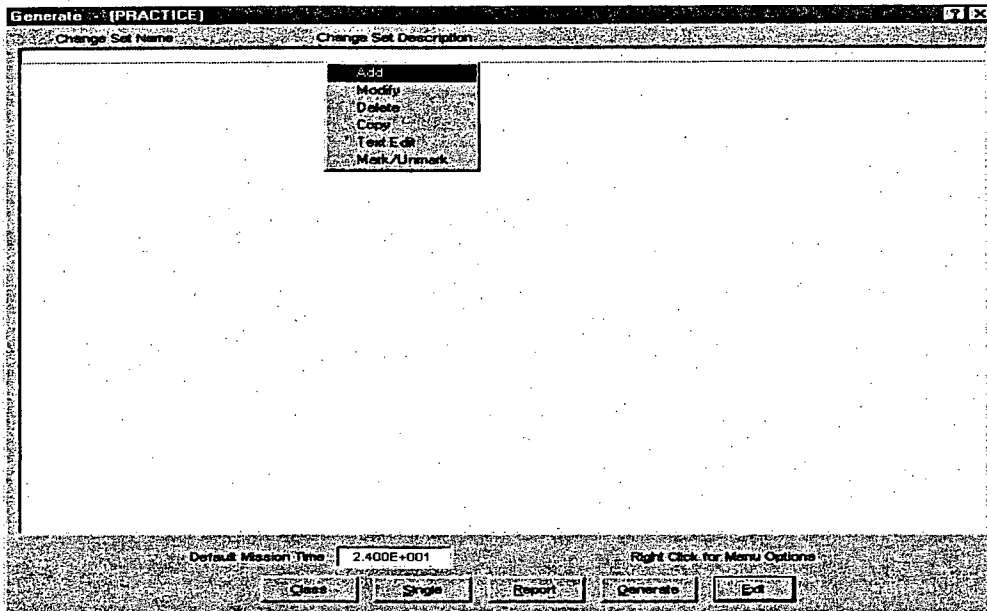 Generate - (PRACTICE)
Change Set Name Change Set Description
Add
Modify
Delete
Copy
Text Edit
Mark/Unmark
Default Mission Time 2.400E+001 Right Click for Menu Options
Class Single Report Generate Exit